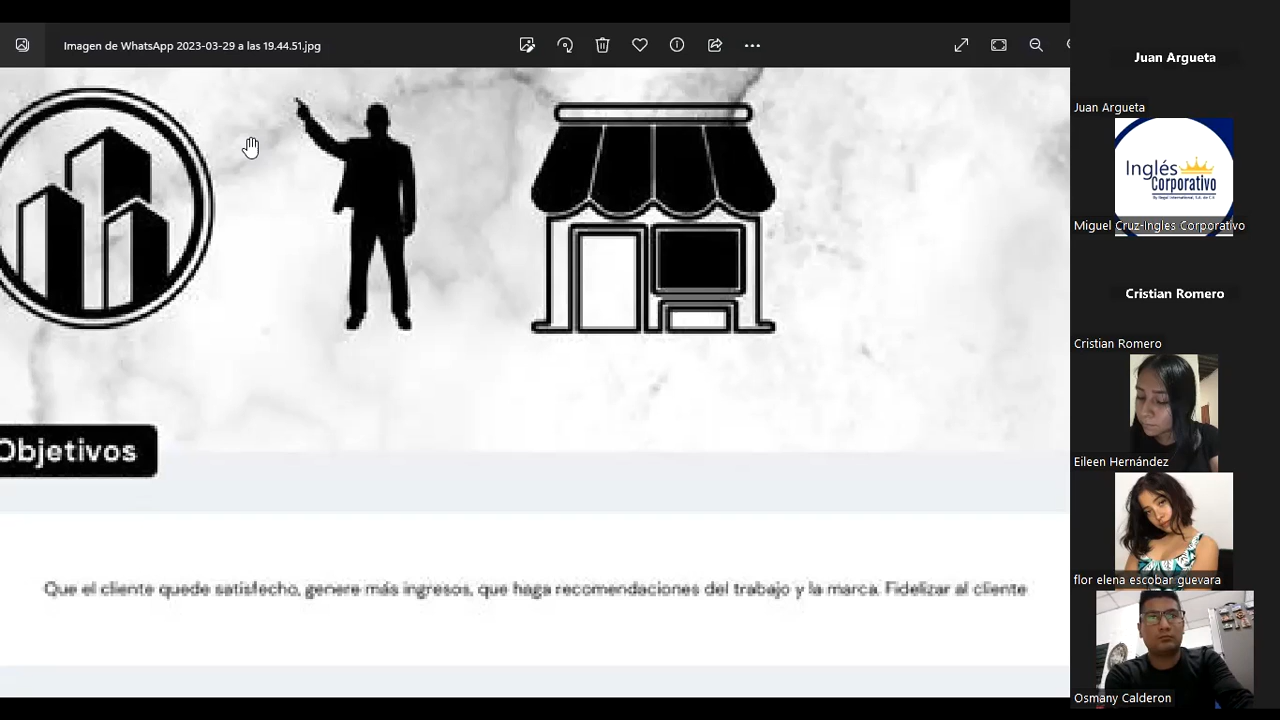 Imagen de WhatsApp 2023-03-29 a las 19.44.51.jpg
Objetivos
Que el cliente quede satisfecho, genere más ingresos, que haga recomendaciones del trabajo y la marca. Fidelizar al cliente
Juan Argueta
Juan Argueta
Inglés
Corporativo
Miguel Cruz-Ingles Corporativo
Cristian Romero
Cristian Romero
Eileen Hernández
flor elena escobar guevara
Osmany Calderon